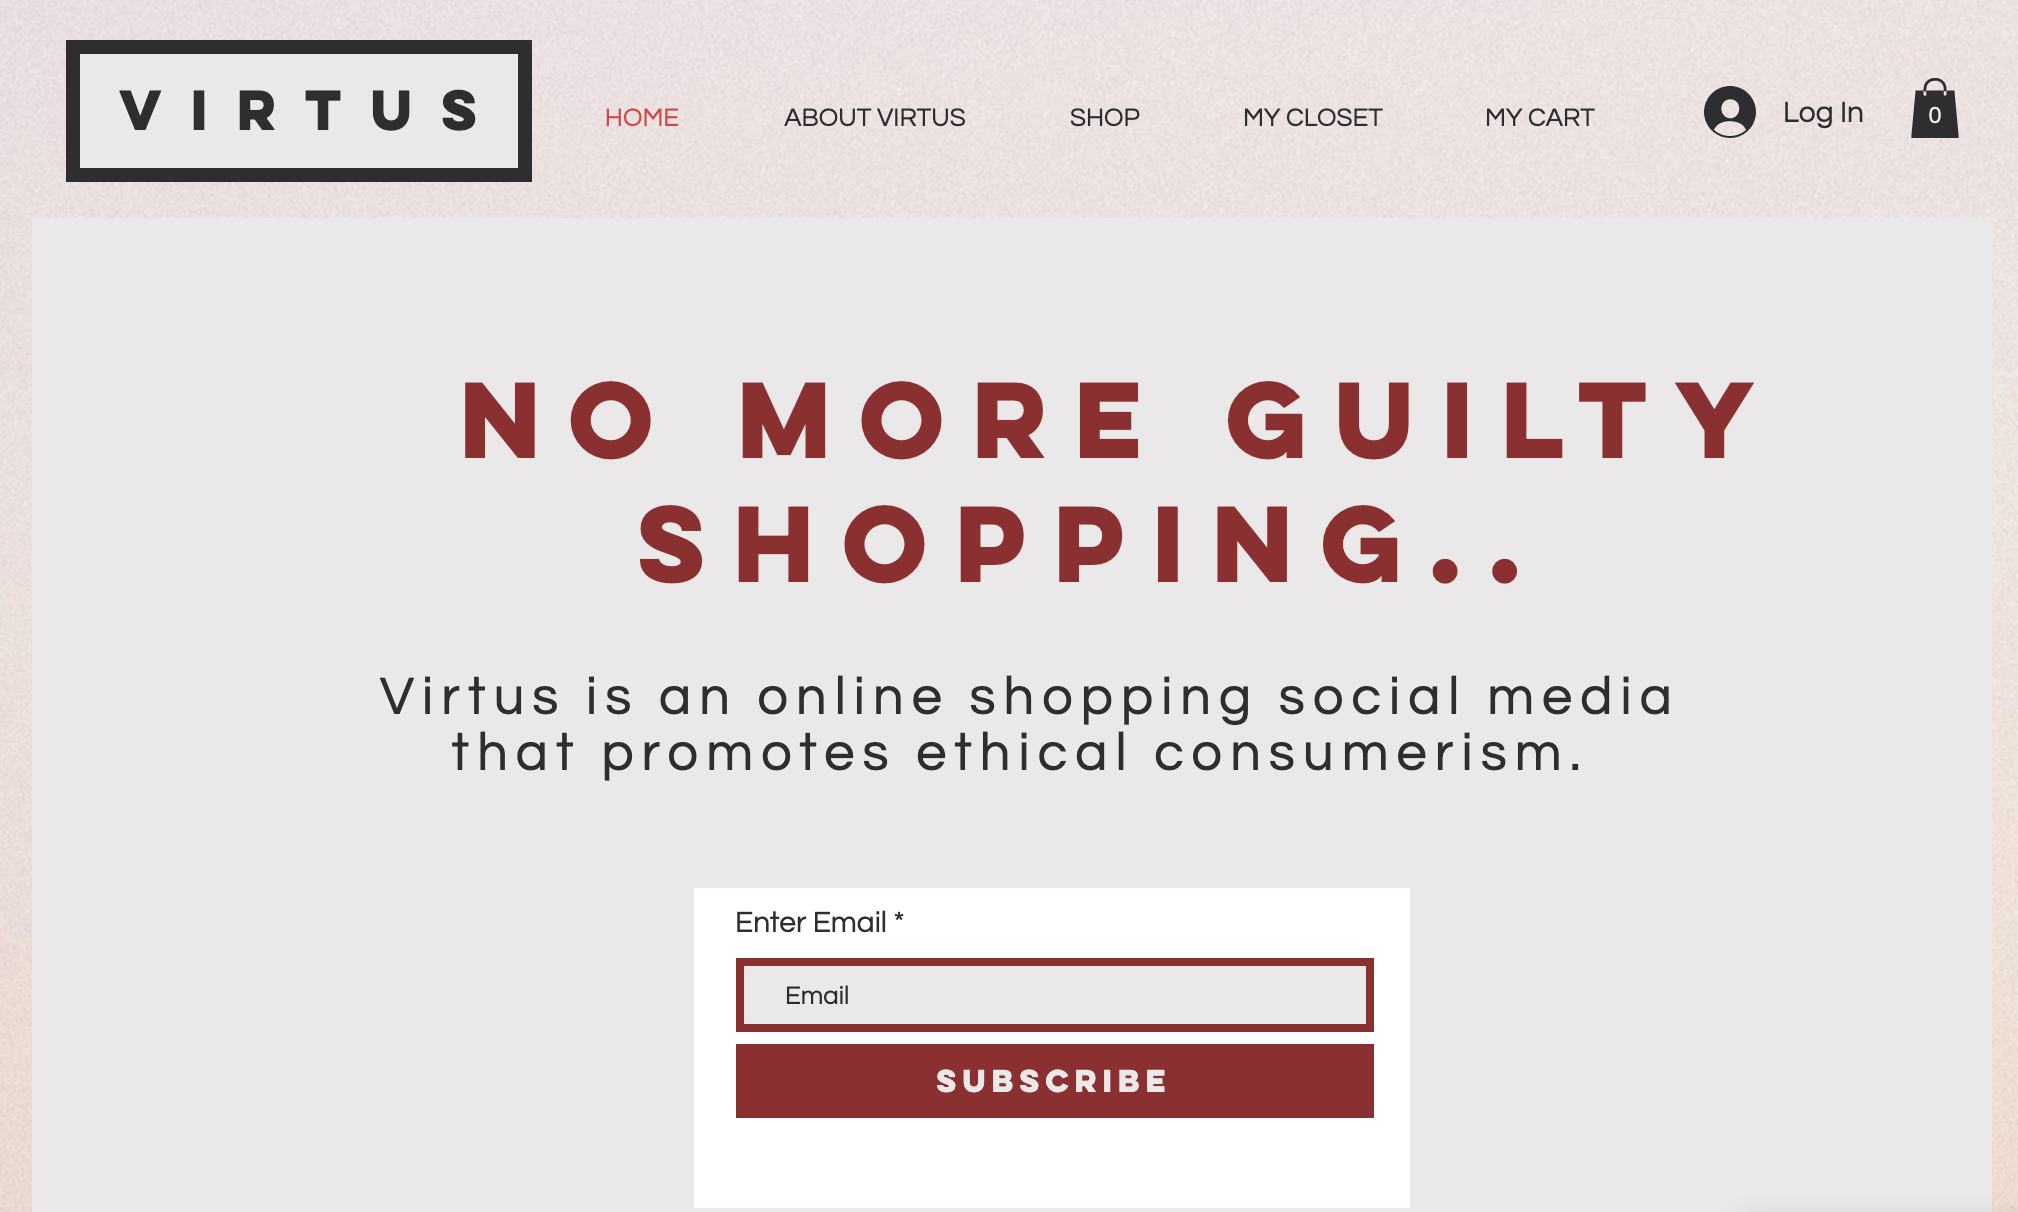 VIRTUS
HOME
ABOUT VIRTUS
SHOP
MY CLOSET
MY CART
Log In
0
NO MORE GUILTY
SHOPPING..
Virtus is an online shopping social media
that promotes ethical consumerism.
Enter Email *
Email
SUBSCRIBE